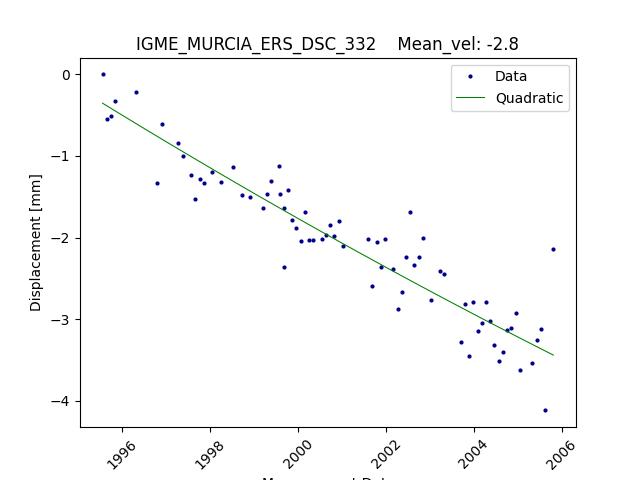 IGME_MURCIA_ERS_DSC_332    Mean_vel: -2.8
Data
Quadratic
Displacement [mm]
0
−1
−2
−3
−4
1996
1998
2000
2002
2004
2006